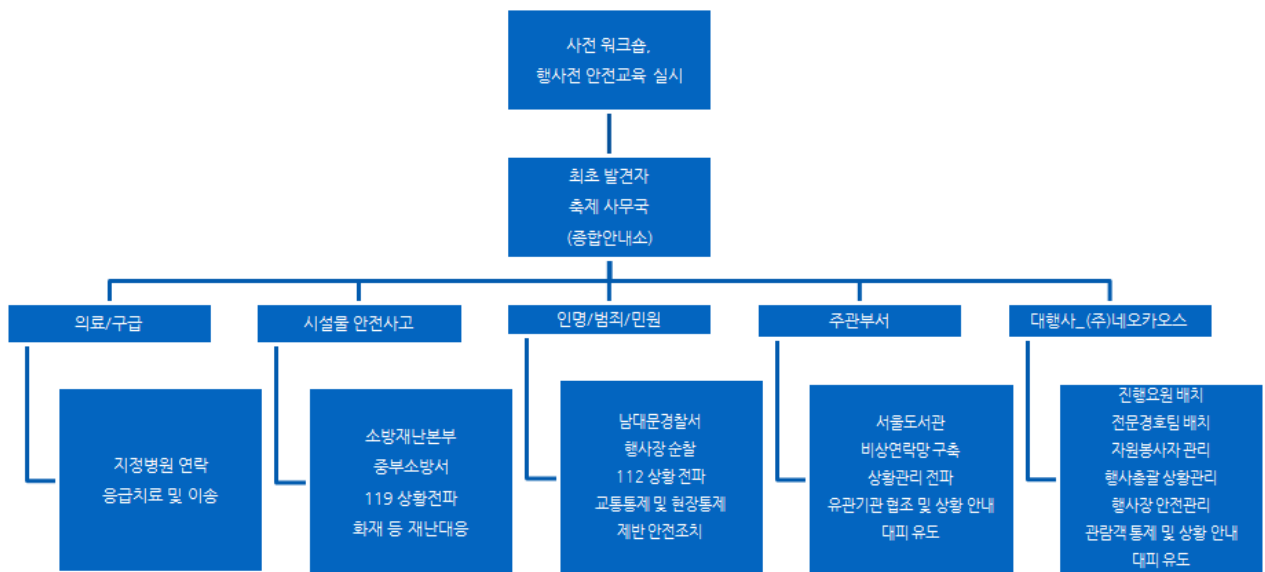 사전 워크숍,
행사전 안전교육 실시
최초 발견자
축제 사무국
(종합안내소)
의료/구급
시설물 안전사고
인명/범죄/민원
주관부서
대행사_(주)네오카오스
지정병원 연락
응급치료 및 이송
소방재난본부
중부소방서
119 상황전파
화재 등 재난대응
남대문경찰서
행사장 순찰
112 상황 전파
교통통제 및 현장통제
제반 안전조치
서울도서관
비상연락망 구축
상황관리 전파
유관기관 협조 및 상황 안내
대피 유도
진행요원 배치
전문경호팀 배치
자원봉사자 관리
행사총괄 상황관리
행사장 안전관리
관람객 통제 및 상황 안내
대피 유도